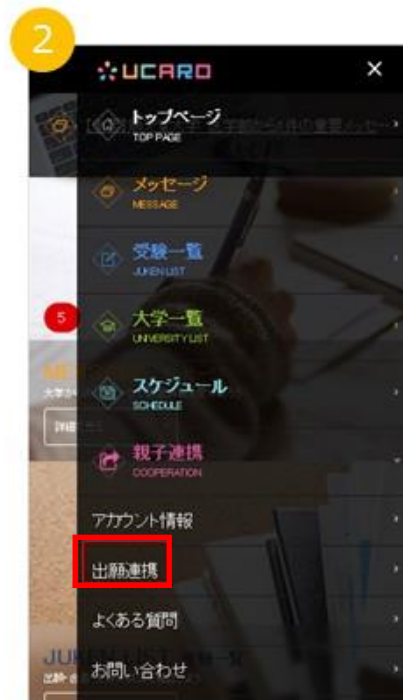 2
UCARO
×
トップページ
TOP PAGE
メッセージ
MESSAGE
受験一覧
JUKEN LIST
5
大学一覧
UNIVERSITY LIST
スケジュール
SCHEDULE
親子連携
COOPERATION
アカウント情報
出願連携
よくある質問
お問い合わせ